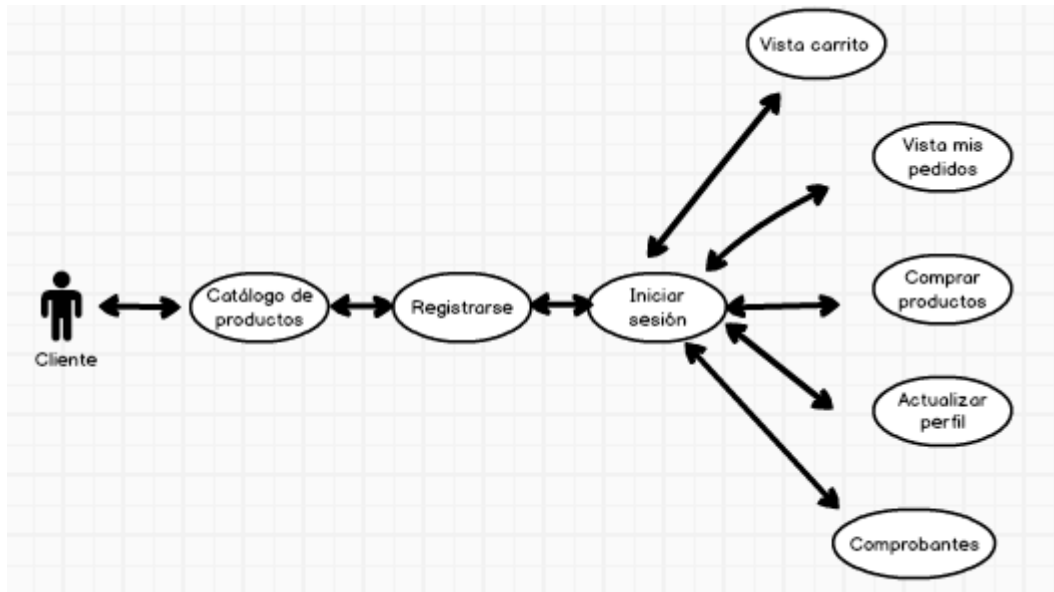 Vista carrito
Vista mis
pedidos
Cliente
Catálogo de
productos
Registrarse
Iniciar
sesión
Comprar
productos
Actualizar
perfil
Comprobantes